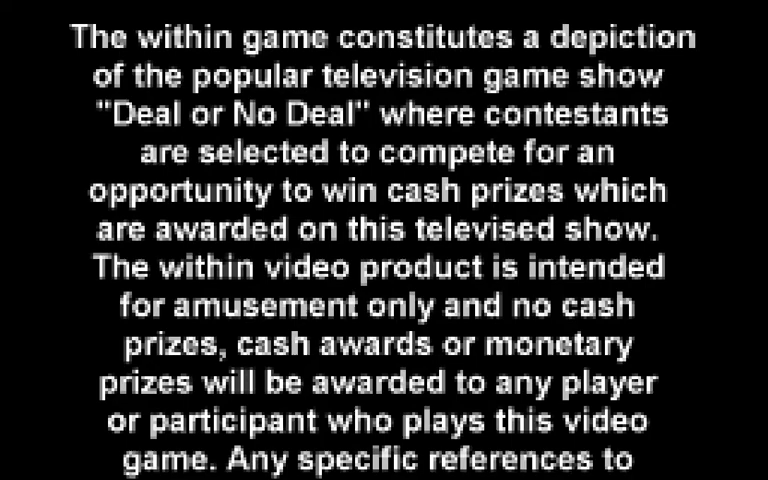 The within game constitutes a depiction
of the popular television game show
"Deal or No Deal" where contestants
are selected to compete for an
opportunity to win cash prizes which
are awarded on this televised show.
The within video product is intended
for amusement only and no cash
prizes, cash awards or monetary
prizes will be awarded to any player
or participant who plays this video
game. Any specific references to